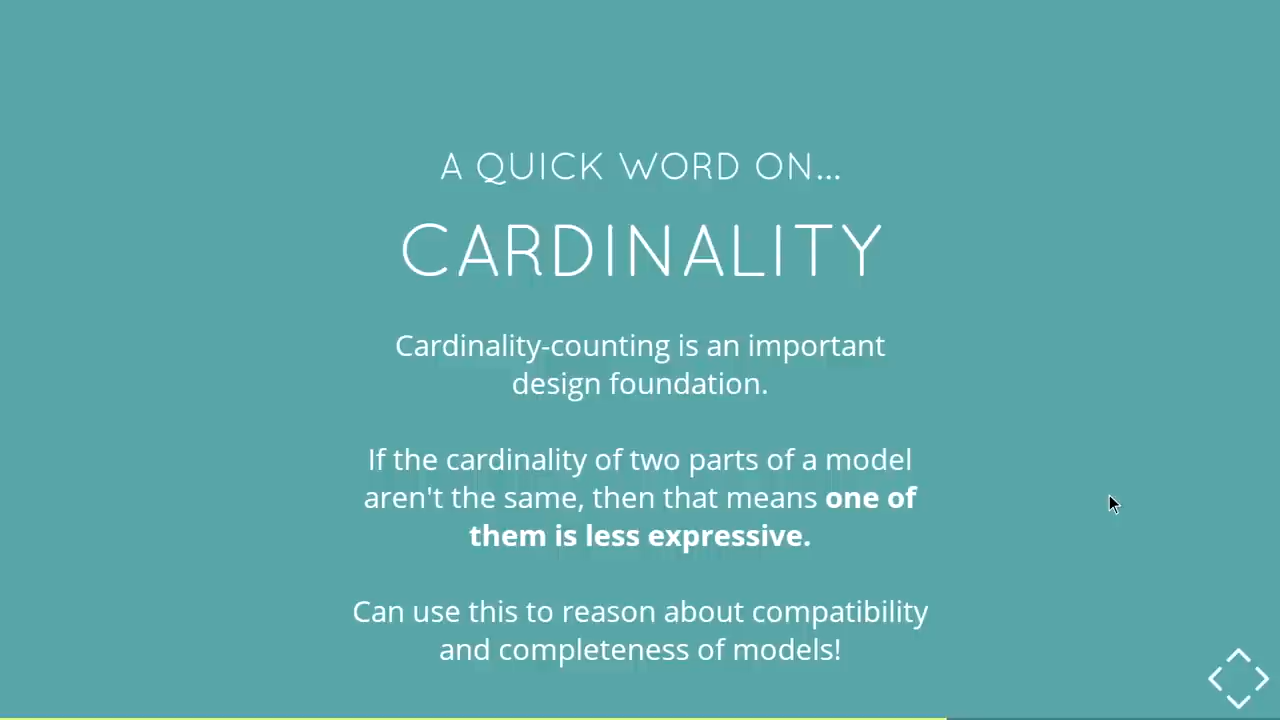 A QUICK WORD ON...
CARDINALITY
Cardinality-counting is an important
design foundation.
If the cardinality of two parts of a model
aren't the same, then that means one of
them is less expressive.
Can use this to reason about compatibility
and completeness of models!